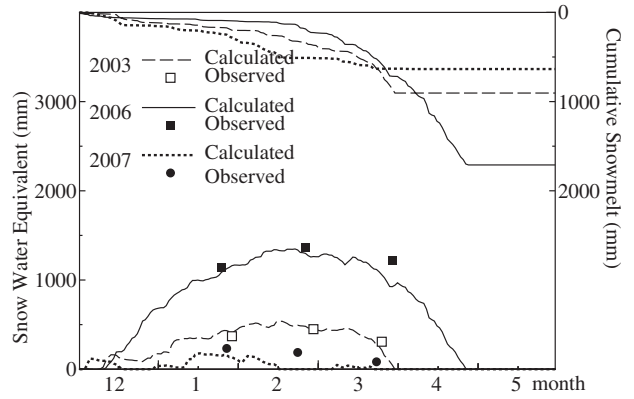 0
2003 Calculated
Observed
2006 Calculated
Observed
2007 Calculated
Observed
3000
2000
1000
0
Snow Water Equivalent (mm)
1000
2000
Cumulative Snowmelt (mm)
12 1 2 3 4 5 month